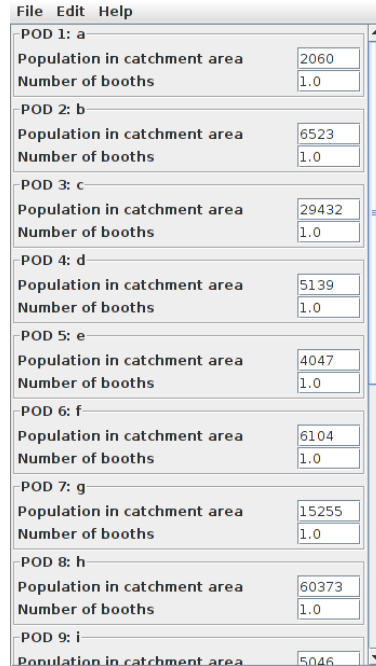 File Edit Help
POD 1: a
Population in catchment area 2060
Number of booths 1.0
POD 2: b
Population in catchment area 6523
Number of booths 1.0
POD 3: c
Population in catchment area 29432
Number of booths 1.0
POD 4: d
Population in catchment area 5139
Number of booths 1.0
POD 5: e
Population in catchment area 4047
Number of booths 1.0
POD 6: f
Population in catchment area 6104
Number of booths 1.0
POD 7: g
Population in catchment area 15255
Number of booths 1.0
POD 8: h
Population in catchment area 60373
Number of booths 1.0
POD 9: i
Population in catchment area 5046